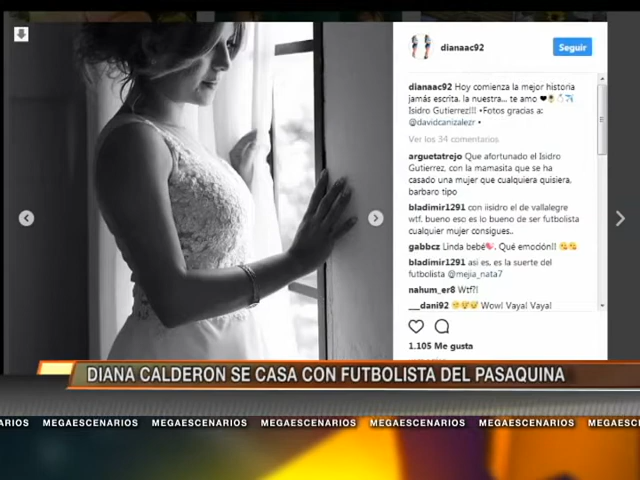 dianaac92
Seguir
dianaac92 Hoy comienza la mejor historia
jamás escrita, la nuestra... te amo
Isidro Gutierrez!!! •Fotos gracias a:
@davidcanizalezr •
Ver los 34 comentarios
arguetatrejo Que afortunado el Isidro
Gutierrez, con la mamasita que se ha
casado una mujer que cualquiera quisiera,
barbaro tipo
bladimir1291 con iisidro el de vallalegre
wtf. bueno eso es lo bueno de ser futbolista
cualquier mujer consigues..
gabbcz Linda bebé💕. Qué emoción!! 😘😘
bladimir1291 asi es, es la suerte del
futbolista @mejia_nata7
nahum_er8 Wtf?!
___dani92 Wow! Vaya! Vaya!
1.105 Me gusta
DIANA CALDERON SE CASA CON FUTBOLISTA DEL PASAQUINA
ARIOS MEGAESCENARIOS MEGAESCENARIOS MEGAESCENARIOS MEGAESCENARIOS MEGAESCENARIOS MEGAESC